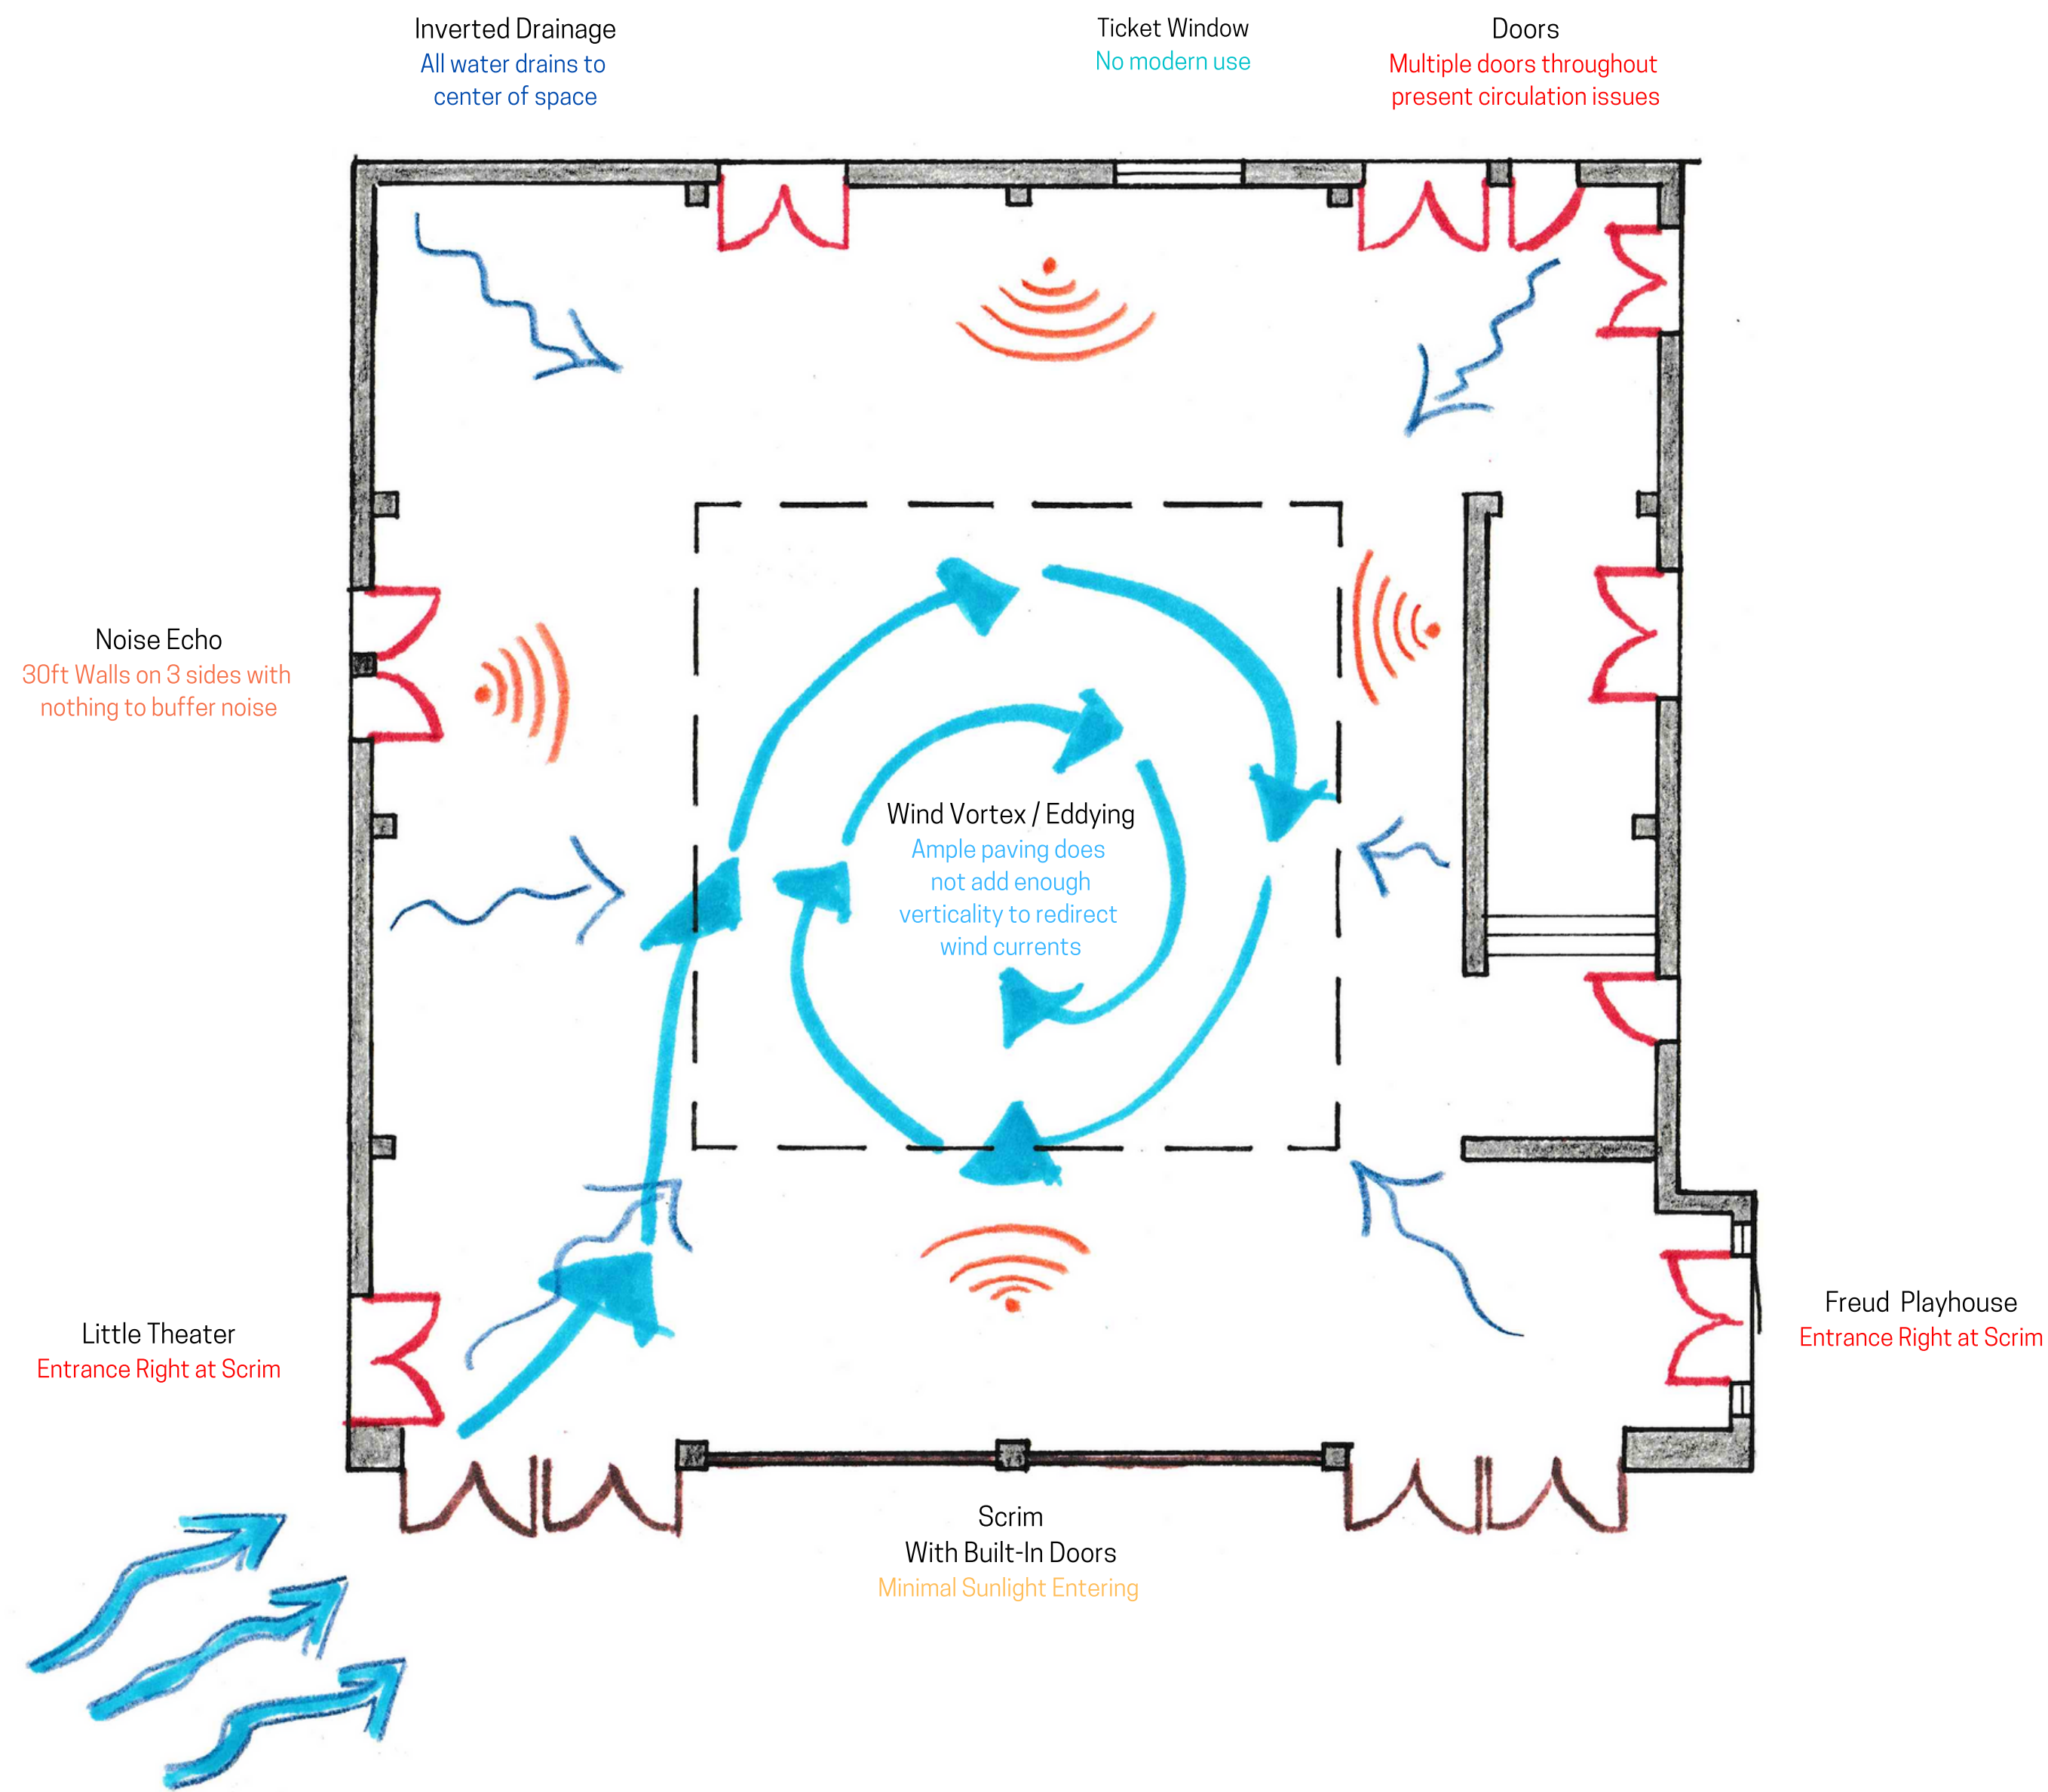 Inverted Drainage
All water drains to
center of space
Ticket Window
No modern use
Doors
Multiple doors throughout
present circulation issues
Noise Echo
30ft Walls on 3 sides with
nothing to buffer noise
Wind Vortex / Eddying
Ample paving does
not add enough
verticality to redirect
wind currents
Little Theater
Entrance Right at Scrim
Freud Playhouse
Entrance Right at Scrim
Scrim
With Built-In Doors
Minimal Sunlight Entering